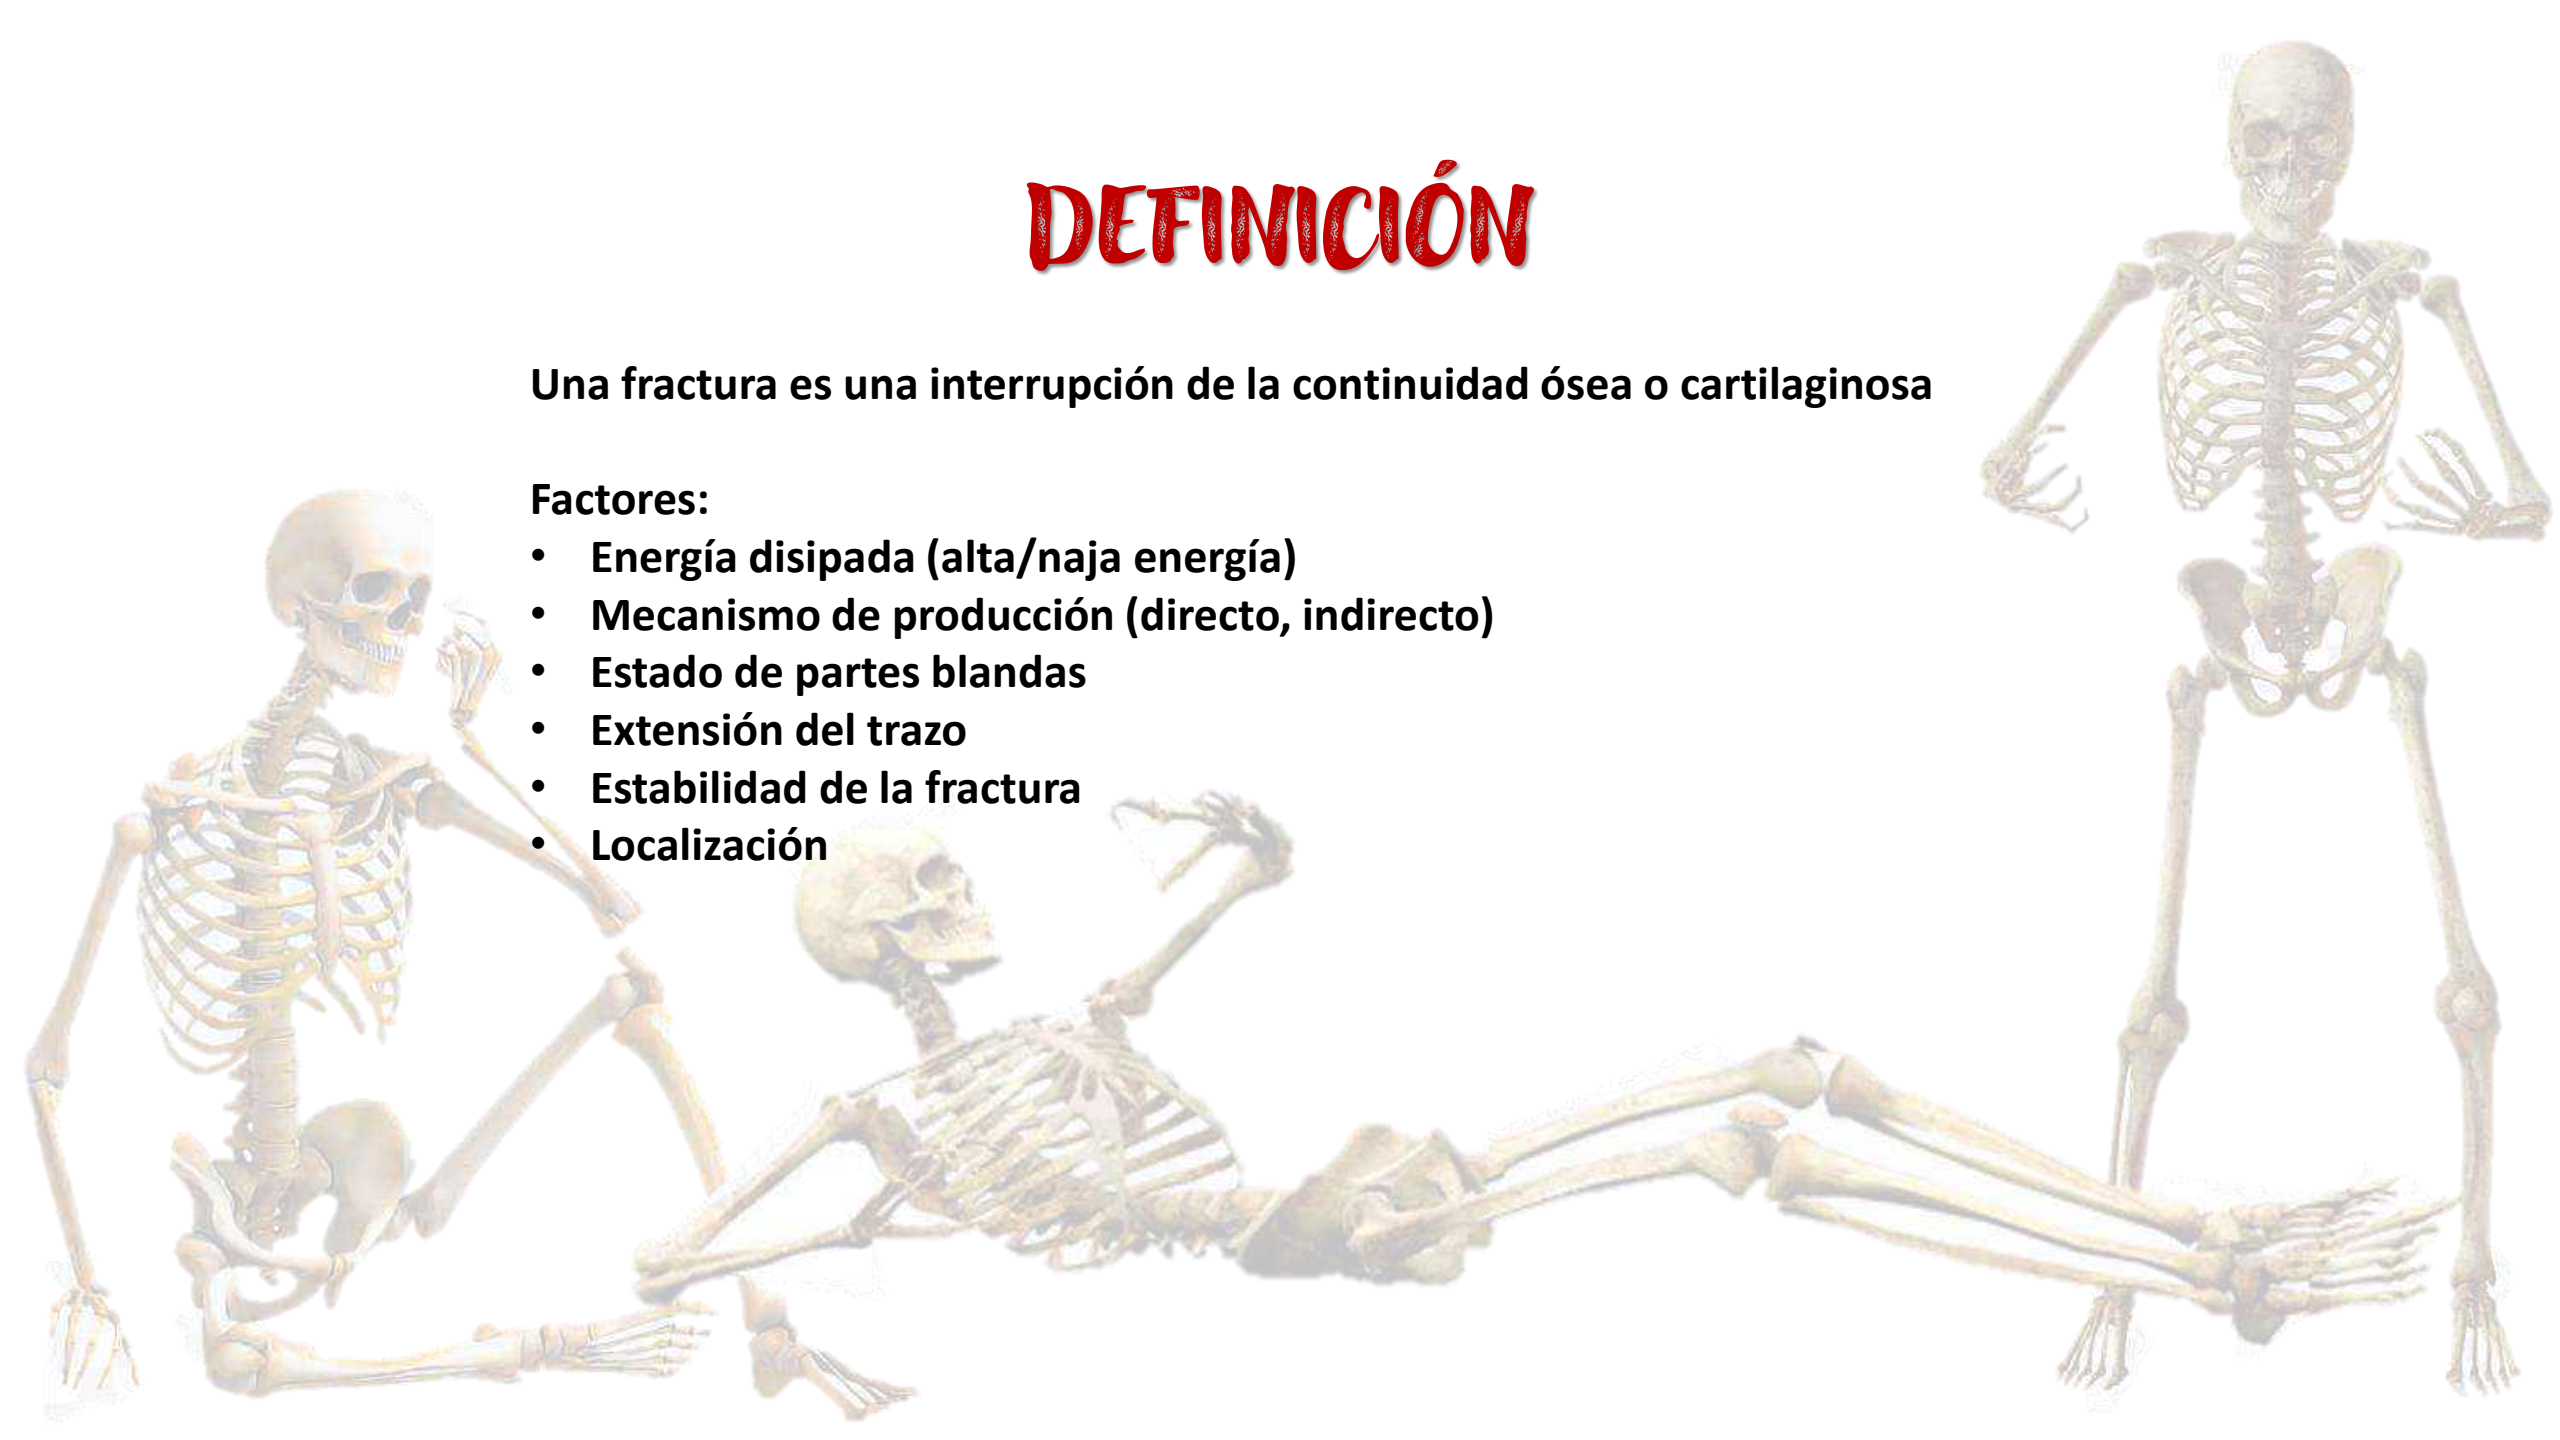 DEFINICIÓN
Una fractura es una interrupción de la continuidad ósea o cartilaginosa
Factores:
• Energía disipada (alta/naja energía)
• Mecanismo de producción (directo, indirecto)
• Estado de partes blandas
• Extensión del trazo
• Estabilidad de la fractura
• Localización